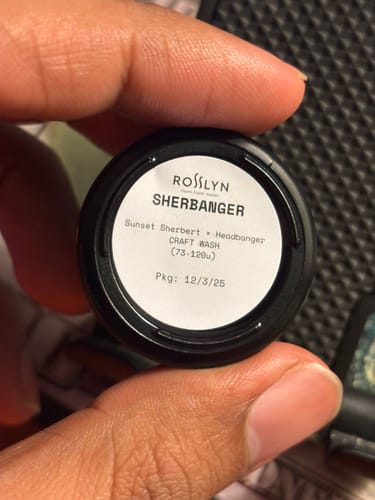 ROSSLYN
SHERBANGER
Sunset Sherbert × Headbanger
CRAFT WASH
(73-120u)
Pkg: 12/3/25